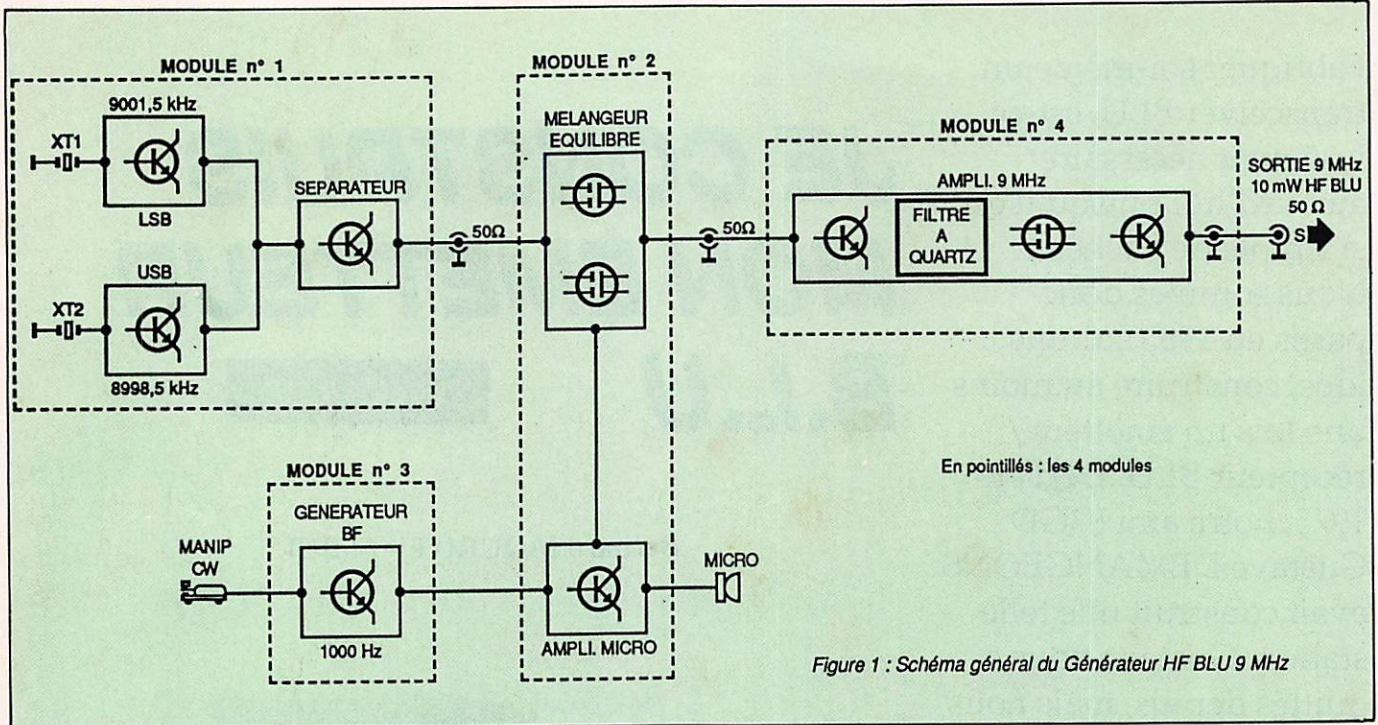 MODULE n° 1
9001,5 kHz
XT1
LSB
SEPARATEUR
USB
XT2
8998,5 kHz
50Ω
MODULE n° 2
MELANGEUR
EQUILIBRE
50Ω
MODULE n° 4
AMPLI. 9 MHz
FILTRE
A
QUARTZ
SORTIE 9 MHz
10 mW HF BLU
50 Ω
S
En pointillés : les 4 modules
MODULE n° 3
GENERATEUR
BF
MANIP
CW
1000 Hz
MICRO
AMPLI. MICRO
Figure 1 : Schéma général du Générateur HF BLU 9 MHz